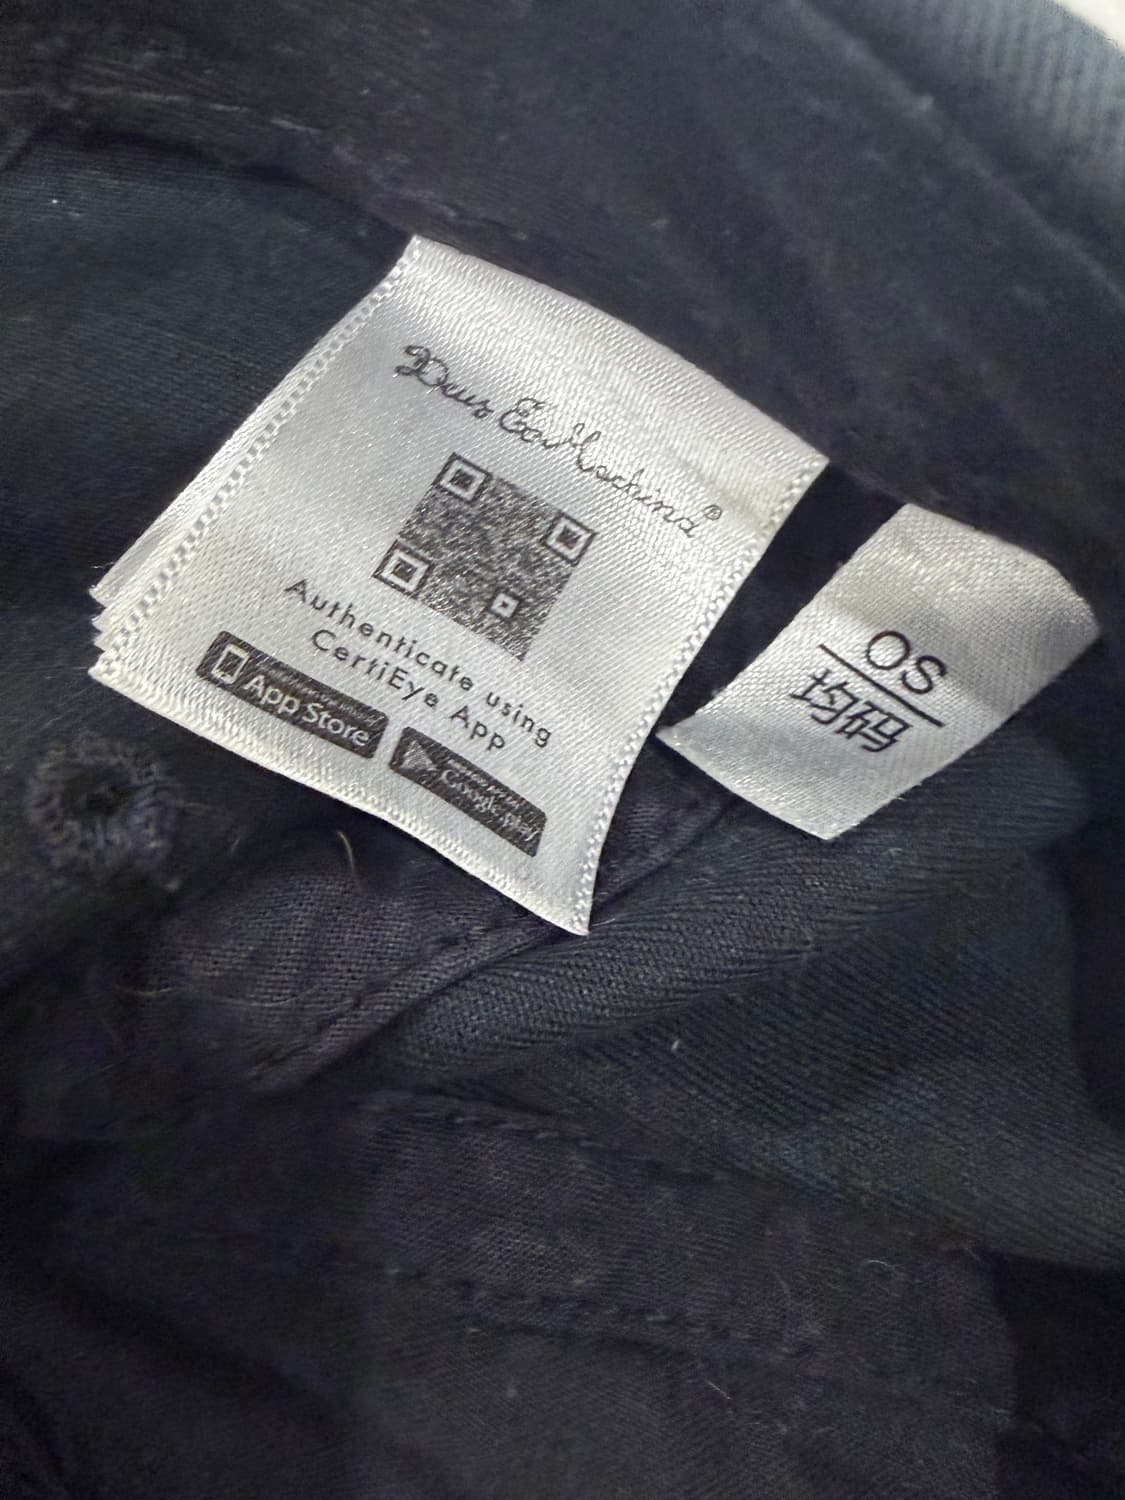 Deus Ex Machina®
Authenticate using
CertiEye App
App Store
Google play
OS
均码